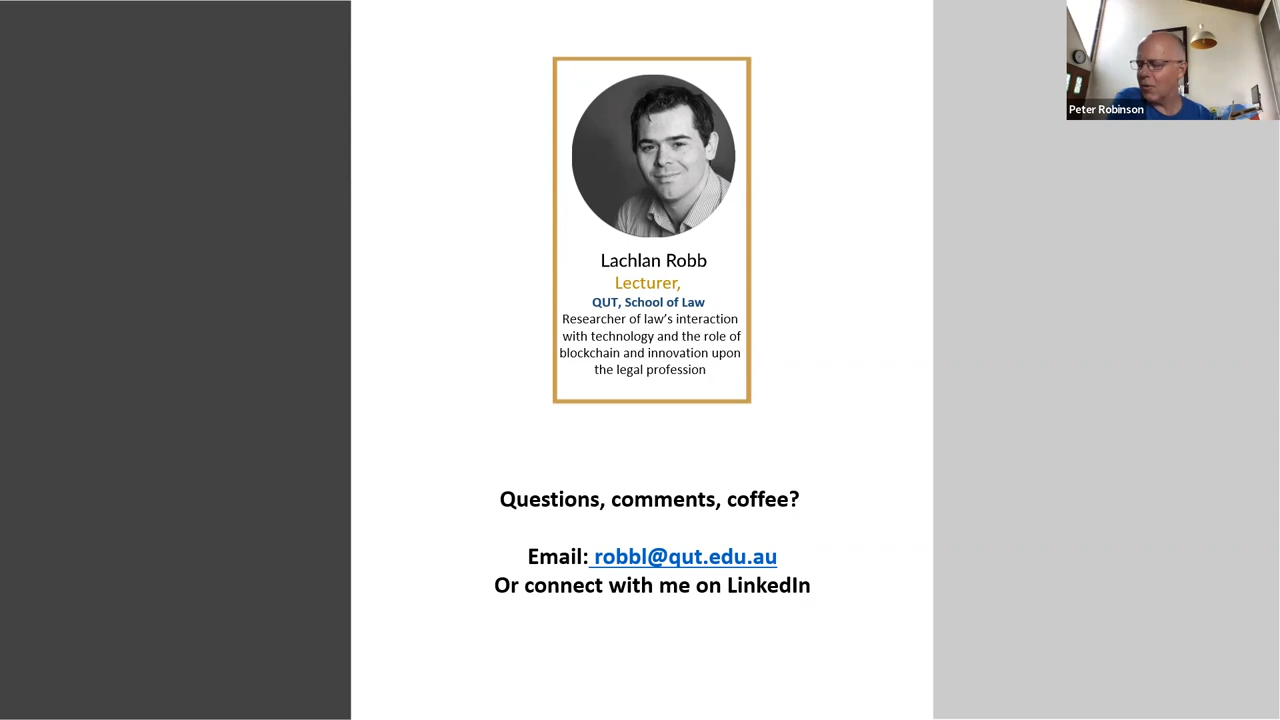 Peter Robinson
Lachlan Robb
Lecturer,
QUT, School of Law
Researcher of law's interaction
with technology and the role of
blockchain and innovation upon
the legal profession
Questions, comments, coffee?
Email: robbl@qut.edu.au
Or connect with me on LinkedIn